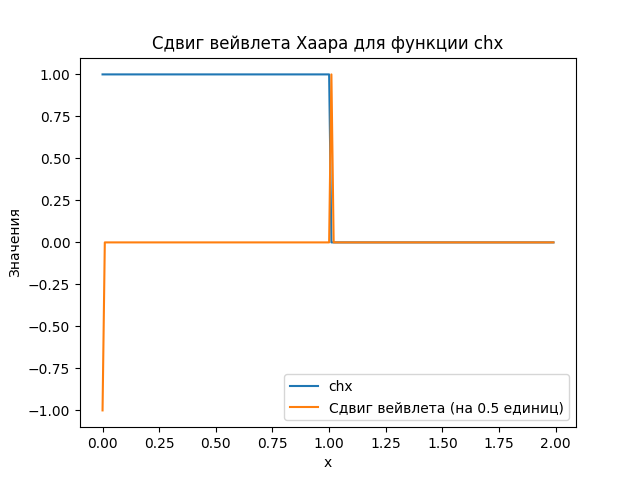 Сдвиг вейвлета Хаара для функции chx
Значения
1.00
0.75
0.50
0.25
0.00
−0.25
−0.50
−0.75
−1.00
chx
Сдвиг вейвлета (на 0.5 единиц)
0.00 0.25 0.50 0.75 1.00 1.25 1.50 1.75 2.00
x